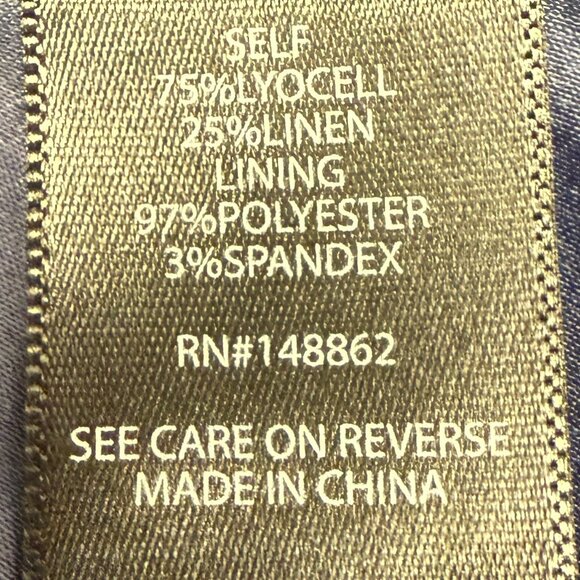 SELF
75%LYOCELL
25%LINEN
LINING
97%POLYESTER
3%SPANDEX
RN#148862
SEE CARE ON REVERSE
MADE IN CHINA